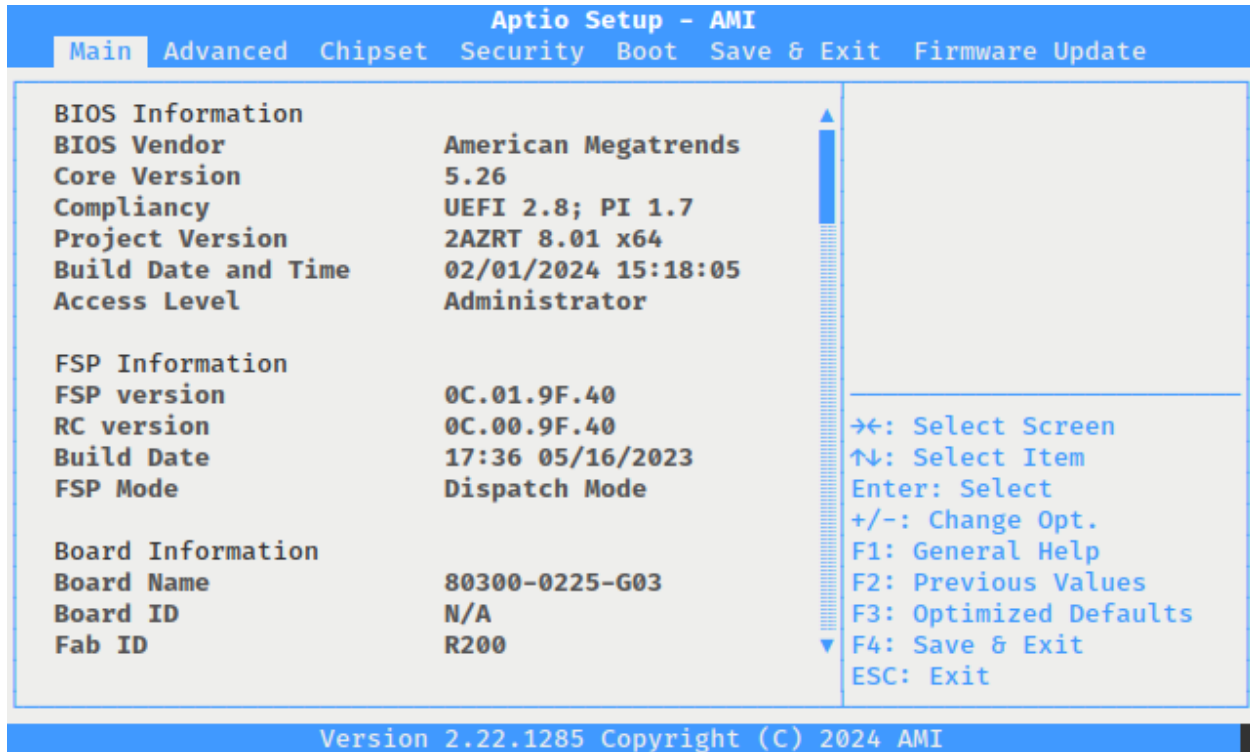 Aptio Setup - AMI
Main Advanced Chipset Security Boot Save & Exit Firmware Update
BIOS Information
BIOS Vendor American Megatrends
Core Version 5.26
Compliancy UEFI 2.8; PI 1.7
Project Version 2AZRT 8.01 x64
Build Date and Time 02/01/2024 15:18:05
Access Level Administrator
FSP Information
FSP version 0C.01.9F.40
RC version 0C.00.9F.40
Build Date 17:36 05/16/2023
FSP Mode Dispatch Mode
Board Information
Board Name 80300-0225-G03
Board ID N/A
Fab ID R200
→←: Select Screen
↑↓: Select Item
Enter: Select
+/-: Change Opt.
F1: General Help
F2: Previous Values
F3: Optimized Defaults
F4: Save & Exit
ESC: Exit
Version 2.22.1285 Copyright (C) 2024 AMI